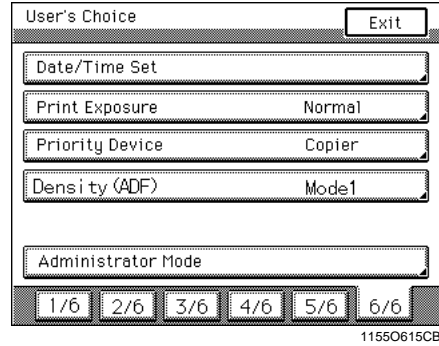 User's Choice Exit
Date/Time Set
Print Exposure Normal
Priority Device Copier
Density (ADF) Mode1
Administrator Mode
1/6 2/6 3/6 4/6 5/6 6/6
1155O615CB